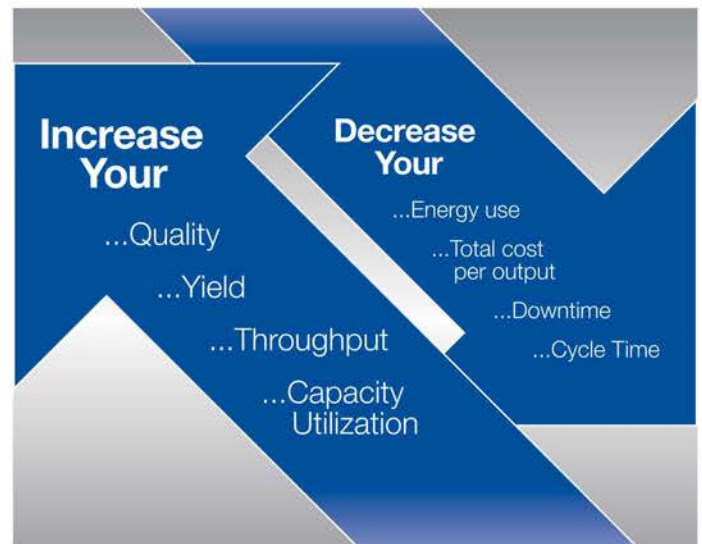 Increase
Your
...Quality
...Yield
...Throughput
...Capacity
Utilization
Decrease
Your
...Energy use
...Total cost
per output
...Downtime
...Cycle Time